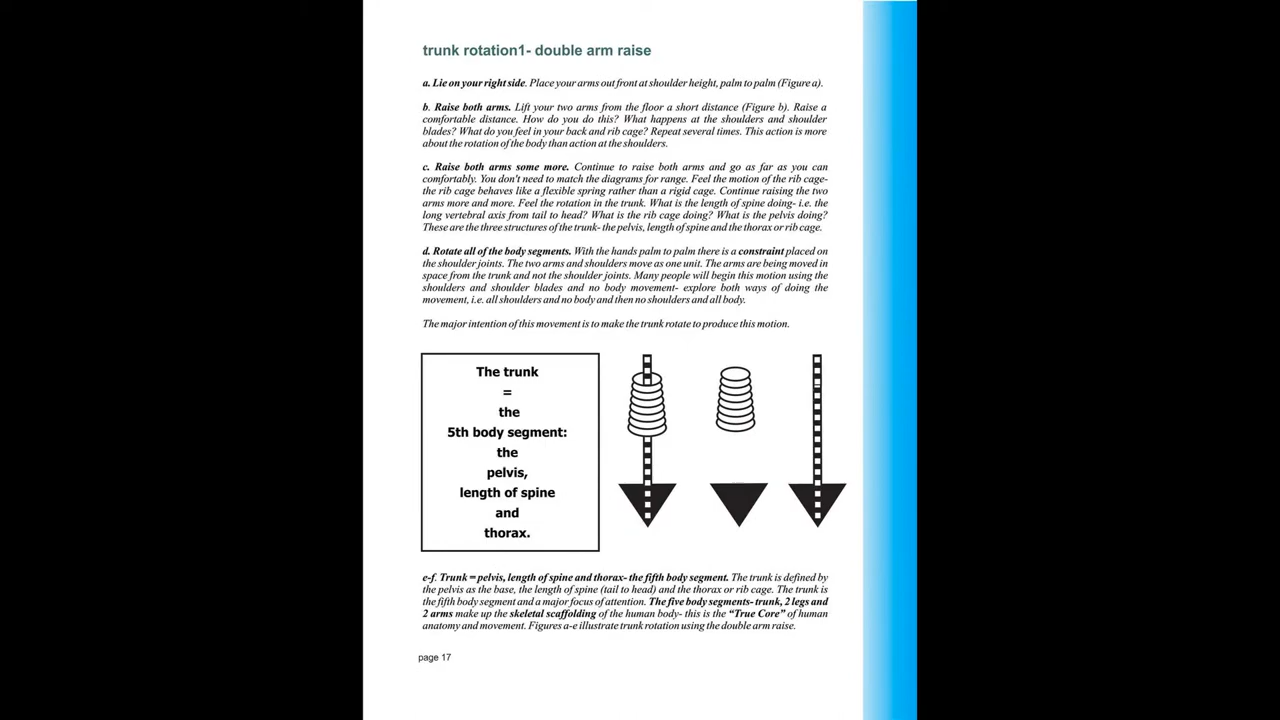 trunk rotation1- double arm raise
a. Lie on your right side. Place your arms out front at shoulder height, palm to palm (Figure a).
b. Raise both arms. Lift your two arms from the floor a short distance (Figure b). Raise a
comfortable distance. How do you do this? What happens at the shoulders and shoulder
blades? What do you feel in your back and rib cage? Repeat several times. This action is more
about the rotation of the body than action at the shoulders.
c. Raise both arms some more. Continue to raise both arms and go as far as you can
comfortably. You don't need to match the diagrams for range. Feel the motion of the rib cage-
the rib cage behaves like a flexible spring rather than a rigid cage. Continue raising the two
arms more and more. Feel the rotation in the trunk. What is the length of spine doing- i.e. the
long vertebral axis from tail to head? What is the rib cage doing? What is the pelvis doing?
These are the three structures of the trunk- the pelvis, length of spine and the thorax or rib cage.
d. Rotate all of the body segments. With the hands palm to palm there is a constraint placed on
the shoulder joints. The two arms and shoulders move as one unit. The arms are being moved in
space from the trunk and not the shoulder joints. Many people will begin this motion using the
shoulders and shoulder blades and no body movement- explore both ways of doing the
movement, i.e. all shoulders and no body and then no shoulders and all body.
The major intention of this movement is to make the trunk rotate to produce this motion.
The trunk
=
the
5th body segment:
the
pelvis,
length of spine
and
thorax.
e-f. Trunk = pelvis, length of spine and thorax- the fifth body segment. The trunk is defined by
the pelvis as the base, the length of spine (tail to head) and the thorax or rib cage. The trunk is
the fifth body segment and a major focus of attention. The five body segments- trunk, 2 legs and
2 arms make up the skeletal scaffolding of the human body- this is the “True Core” of human
anatomy and movement. Figures a-e illustrate trunk rotation using the double arm raise.
page 17